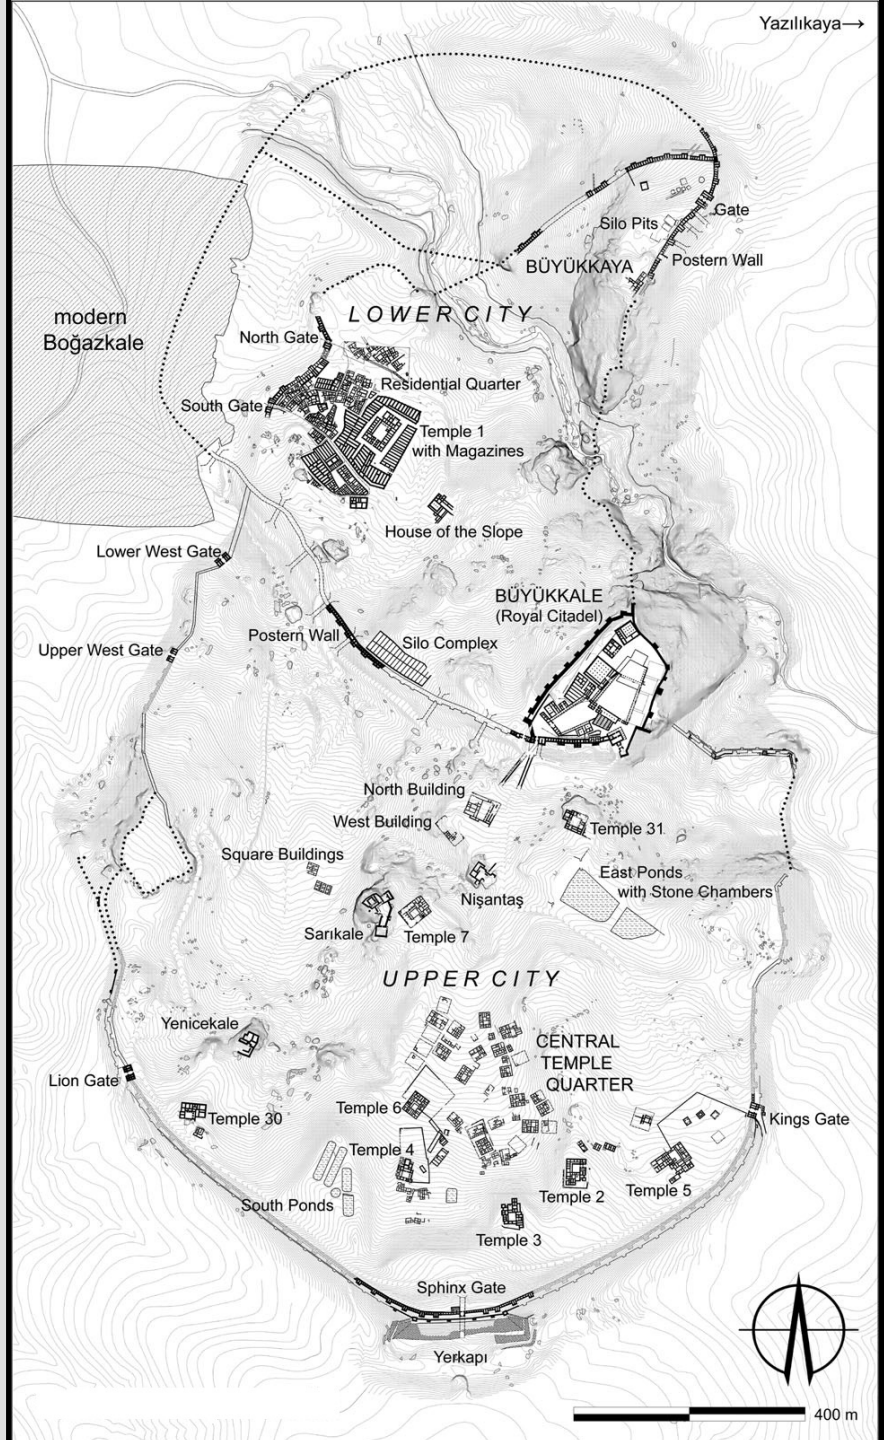 Yazılıkaya→
Gate
Silo Pits
Postern Wall
BÜYÜKKAYA
modern
Boğazkale
LOWER CITY
North Gate
Residential Quarter
South Gate
Temple 1
with Magazines
House of the Slope
Lower West Gate
BÜYÜKKALE
(Royal Citadel)
Postern Wall
Silo Complex
Upper West Gate
North Building
West Building
Temple 31
Square Buildings
East Ponds
with Stone Chambers
Nişantaş
Sarıkale
Temple 7
UPPER CITY
Yenicekale
CENTRAL
TEMPLE
QUARTER
Lion Gate
Temple 6
Temple 30
Kings Gate
Temple 4
Temple 2
Temple 5
South Ponds
Temple 3
Sphinx Gate
Yerkapı
400 m